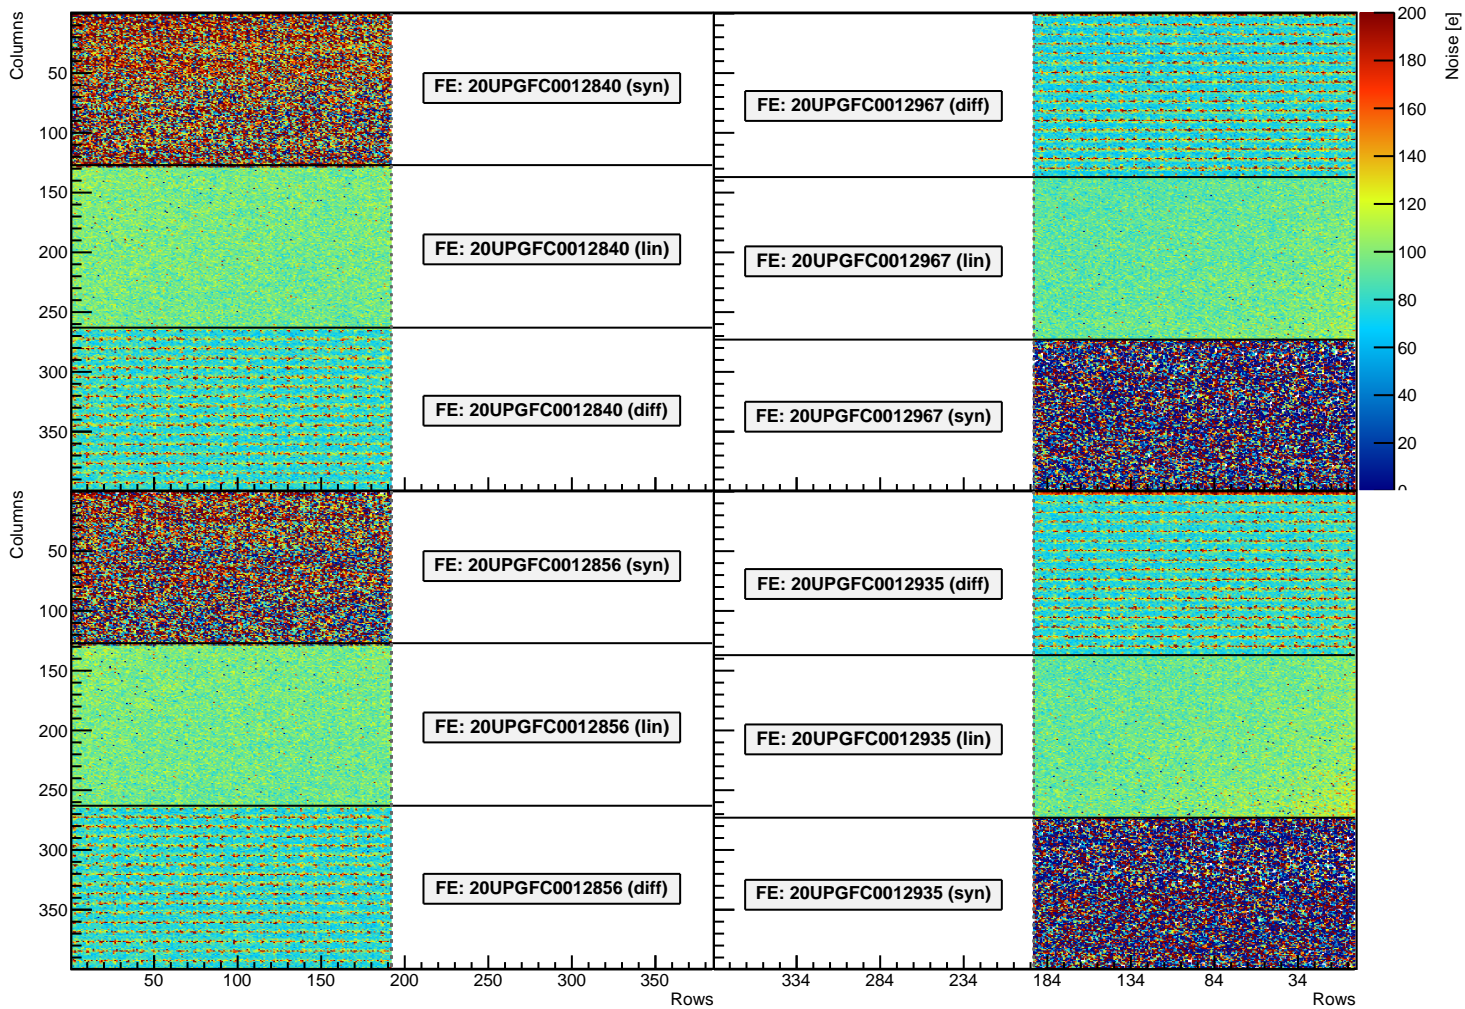 Columns
50
100
150
200
250
300
350
FE: 20UPGFC0012840 (syn)
FE: 20UPGFC0012840 (lin)
FE: 20UPGFC0012840 (diff)
FE: 20UPGFC0012967 (diff)
FE: 20UPGFC0012967 (lin)
FE: 20UPGFC0012967 (syn)
Noise [e]
200
180
160
140
120
100
80
60
40
20
0
Columns
50
100
150
200
250
300
350
FE: 20UPGFC0012856 (syn)
FE: 20UPGFC0012856 (lin)
FE: 20UPGFC0012856 (diff)
FE: 20UPGFC0012935 (diff)
FE: 20UPGFC0012935 (lin)
FE: 20UPGFC0012935 (syn)
50 100 150 200 250 300 350
Rows
334 284 234 184 134 84 34
Rows